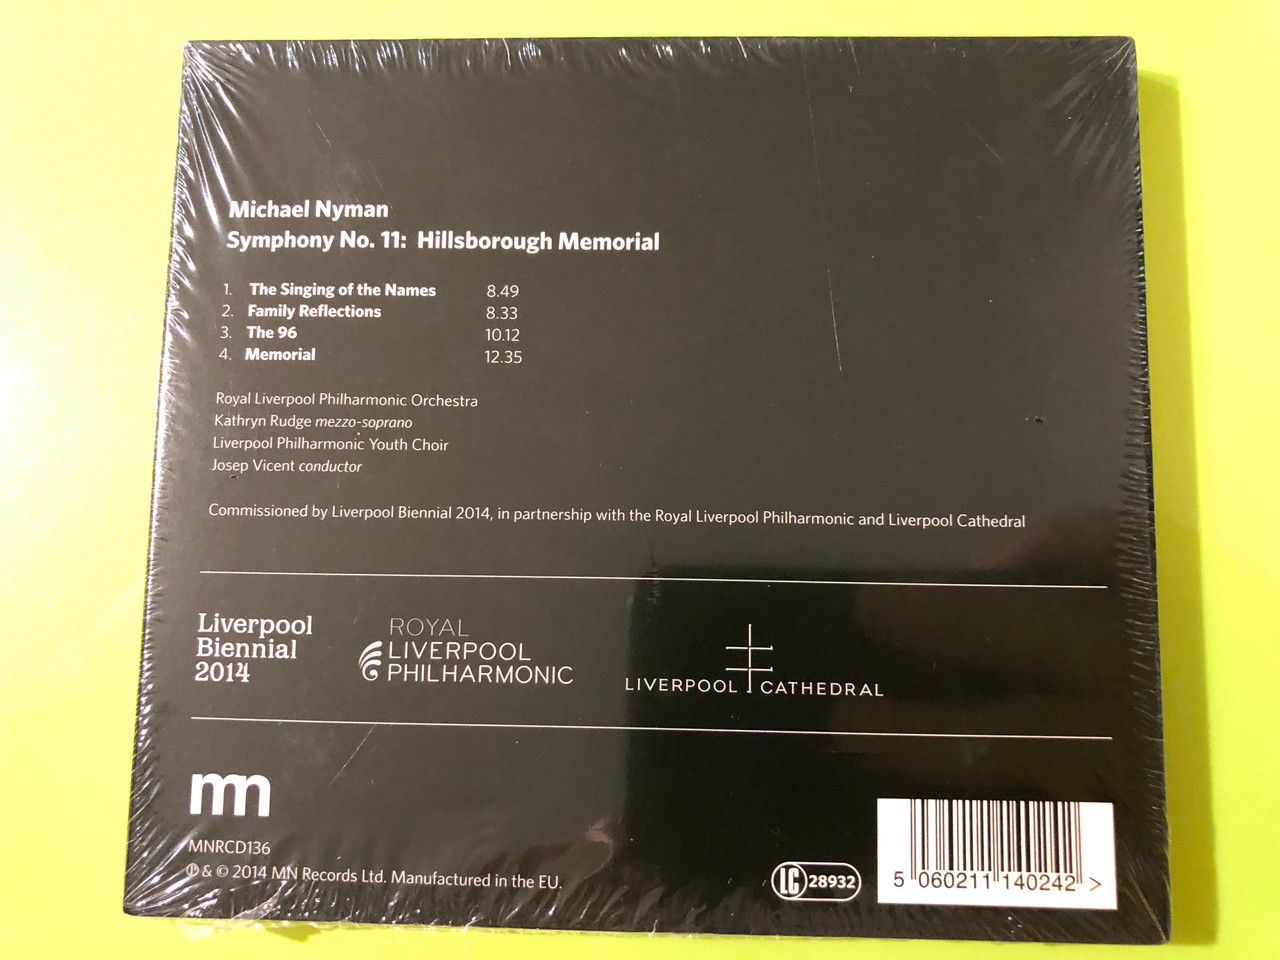 Michael Nyman
Symphony No. 11: Hillsborough Memorial
1. The Singing of the Names 8.49
2. Family Reflections 8.33
3. The 96 10.12
4. Memorial 12.35
Royal Liverpool Philharmonic Orchestra
Kathryn Rudge mezzo-soprano
Liverpool Philharmonic Youth Choir
Josep Vicent conductor
Commissioned by Liverpool Biennial 2014, in partnership with the Royal Liverpool Philharmonic and Liverpool Cathedral
Liverpool
Biennial
2014
ROYAL
LIVERPOOL
PHILHARMONIC
LIVERPOOL CATHEDRAL
mn
MNRCD136
℗ & © 2014 MN Records Ltd. Manufactured in the EU.
LC 28932
5 060211 140242 >